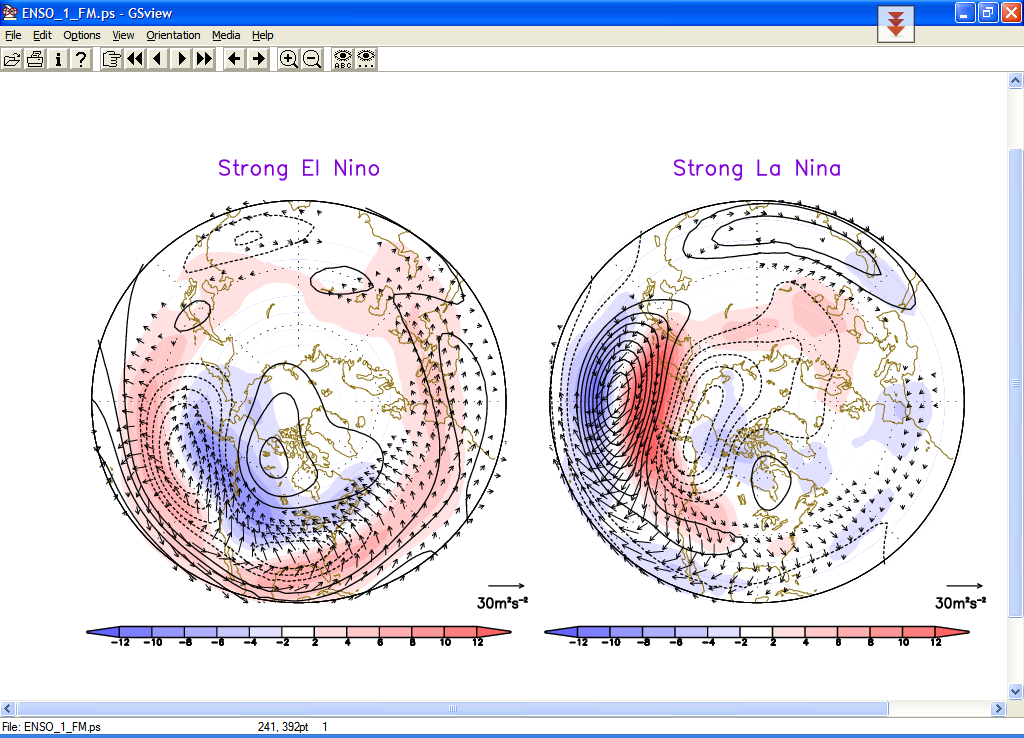 ENSO_1_FM.ps - GSview
File Edit Options View Orientation Media Help
i ?
ABC
Strong El Nino
Strong La Nina
30m²s⁻²
30m²s⁻²
-12 -10 -8 -6 -4 -2 2 4 6 8 10 12
-12 -10 -8 -6 -4 -2 2 4 6 8 10 12
File: ENSO_1_FM.ps 241, 392pt 1